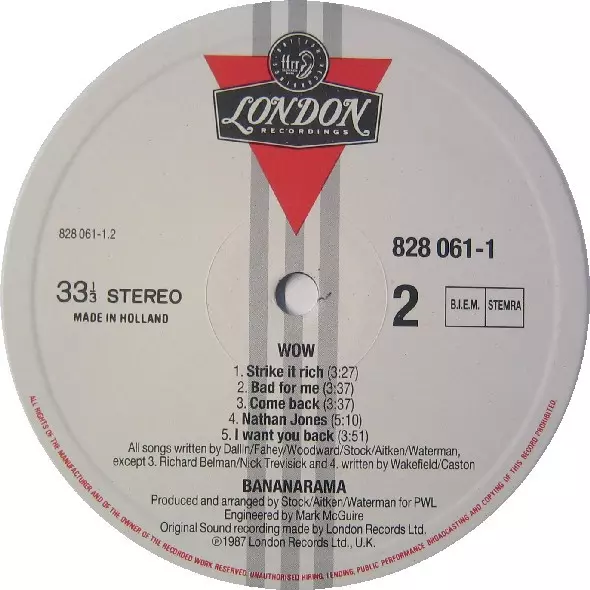 ffrr
LONDON
RECORDINGS
828 061-1.2
828 061-1
33⅓ STEREO
MADE IN HOLLAND
2
B.I.E.M. STEMRA
WOW
1. Strike it rich (3:27)
2. Bad for me (3:37)
3. Come back (3:37)
4. Nathan Jones (5:10)
5. I want you back (3:51)
All songs written by Dallin/Fahey/Woodward/Stock/Aitken/Waterman,
except 3. Richard Belman/Nick Trevisick and 4. written by Wakefield/Caston
BANANARAMA
Produced and arranged by Stock/Aitken/Waterman for PWL
Engineered by Mark McGuire
Original Sound recording made by London Records Ltd.
℗1987 London Records Ltd., U.K.
ALL RIGHTS IN THE MANUFACTURER AND OF THE OWNER OF THE RECORDED WORK RESERVED. UNAUTHORISED HIRING, LENDING, PUBLIC PERFORMANCE BROADCASTING AND COPYING OF THIS RECORD PROHIBITED.